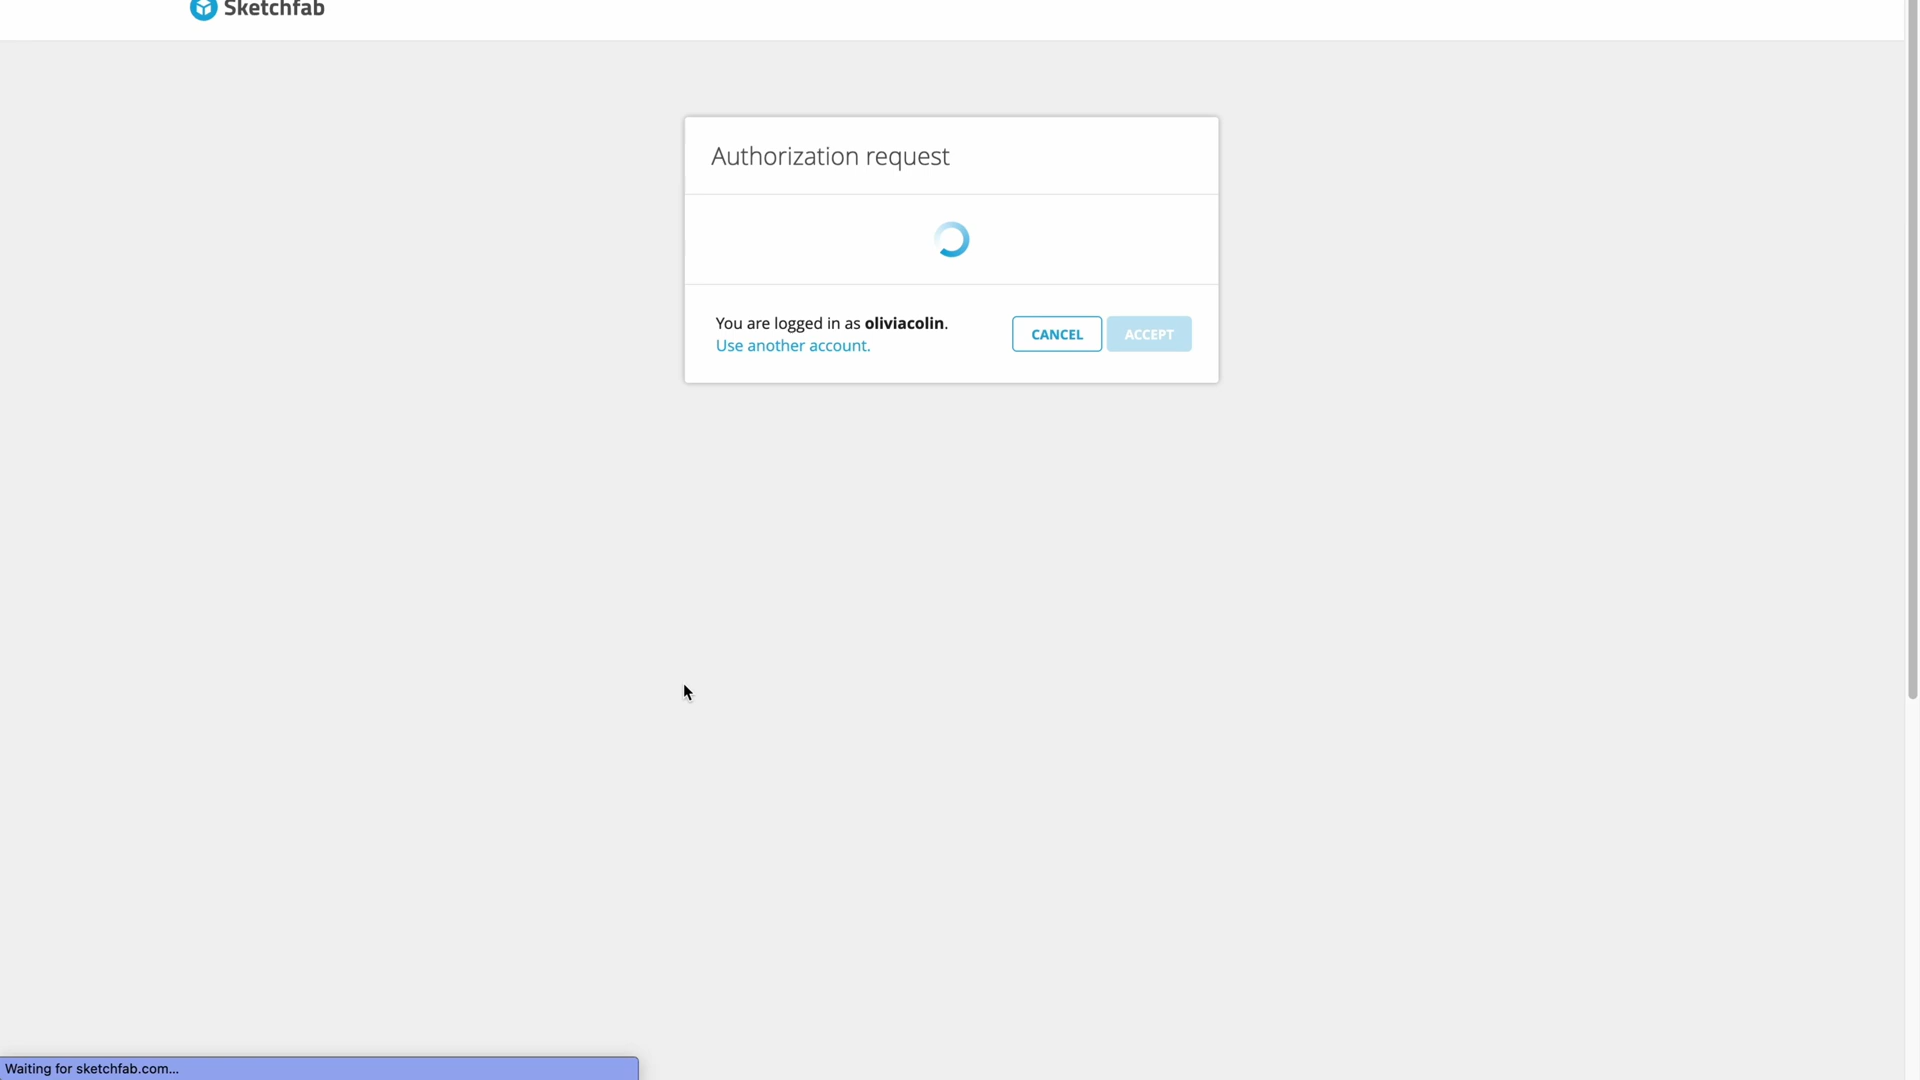 Sketchfab
Authorization request
You are logged in as oliviacolin.
Use another account.
CANCEL
ACCEPT
Waiting for sketchfab.com...